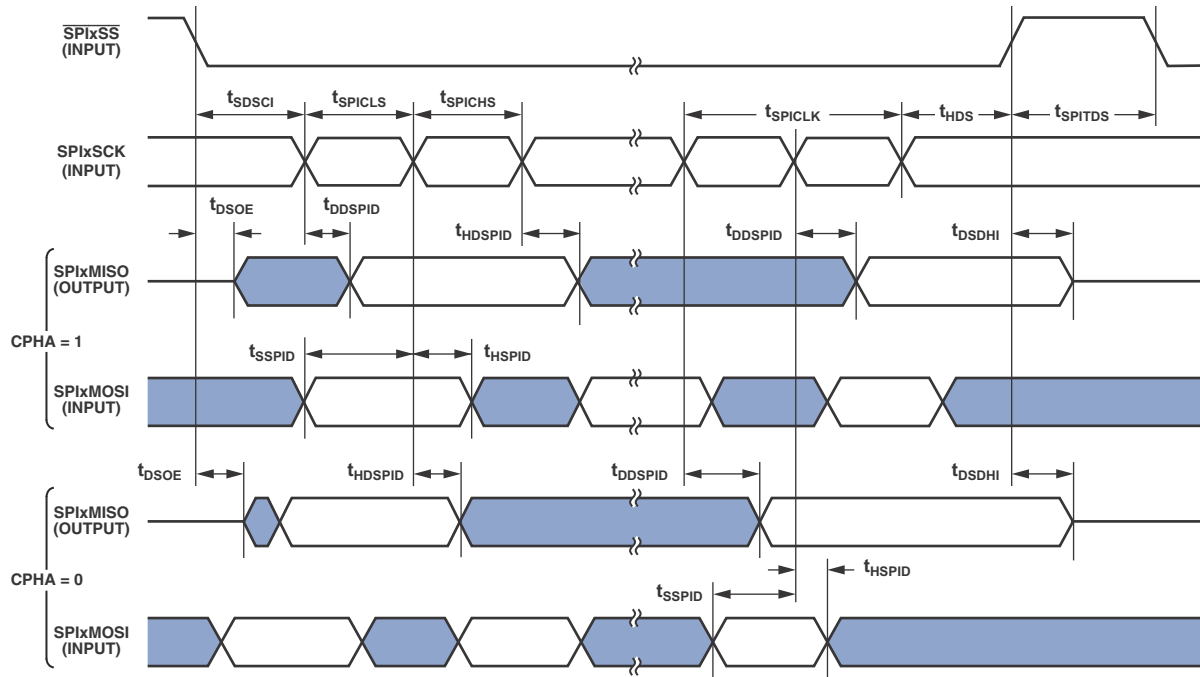 SPIxSS
(INPUT)
tSDSCI tSPICLS tSPICHS tSPICLK tHDS tSPITDS
SPIxSCK
(INPUT)
tDSOE tDDSPID tHDSPID tDDSPID tDSDHI
SPIxMISO
(OUTPUT)
CPHA = 1
tSSPID tHSPID
SPIxMOSI
(INPUT)
tDSOE tHDSPID tDDSPID tDSDHI
SPIxMISO
(OUTPUT)
CPHA = 0
tHSPID
tSSPID
SPIxMOSI
(INPUT)